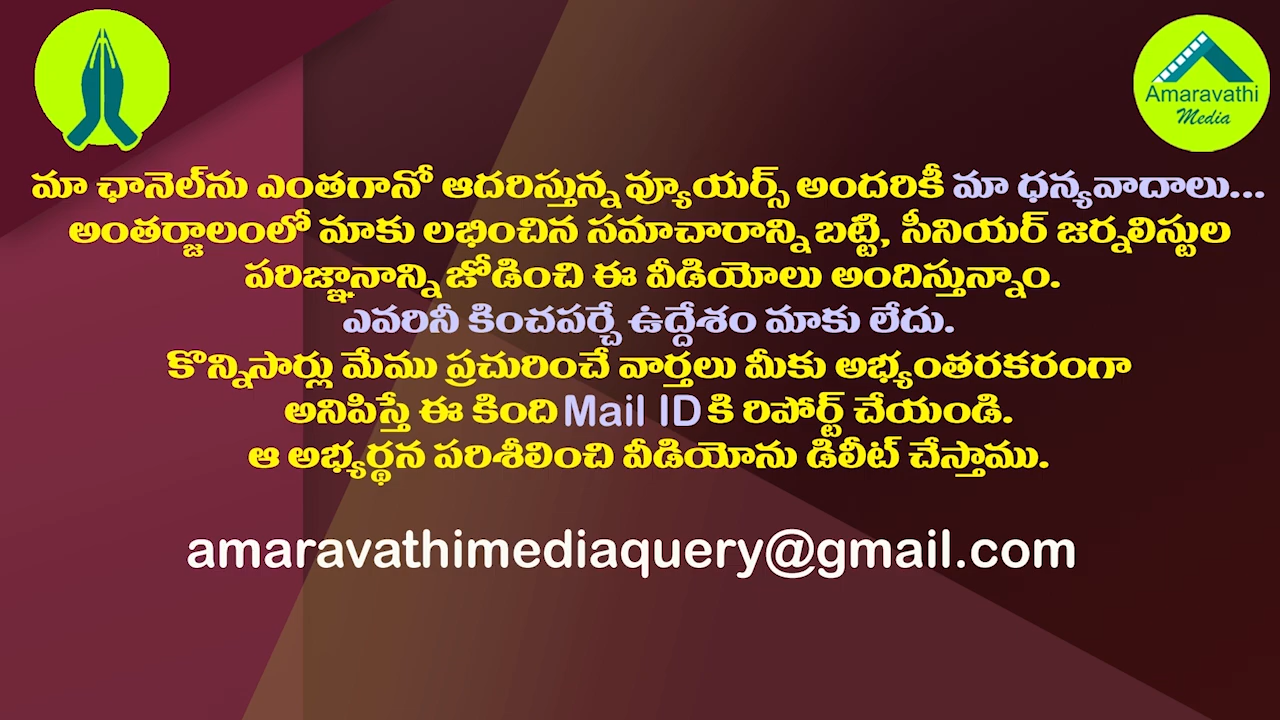 Amaravathi
Media
మా ఛానెల్‌ను ఎంతగానో ఆదరిస్తున్న వ్యూయర్స్ అందరికీ మా ధన్యవాదాలు...
అంతర్జాలంలో మాకు లభించిన సమాచారాన్ని బట్టి, సీనియర్ జర్నలిస్టుల
పరిజ్ఞానాన్ని జోడించి ఈ వీడియోలు అందిస్తున్నాం.
ఎవరినీ కించపర్చే ఉద్దేశం మాకు లేదు.
కొన్నిసార్లు మేము ప్రచురించే వార్తలు మీకు అభ్యంతరకరంగా
అనిపిస్తే ఈ కింది Mail ID కి రిపోర్ట్ చేయండి.
ఆ అభ్యర్థన పరిశీలించి వీడియోను డిలీట్ చేస్తాము.
amaravathimediaquery@gmail.com